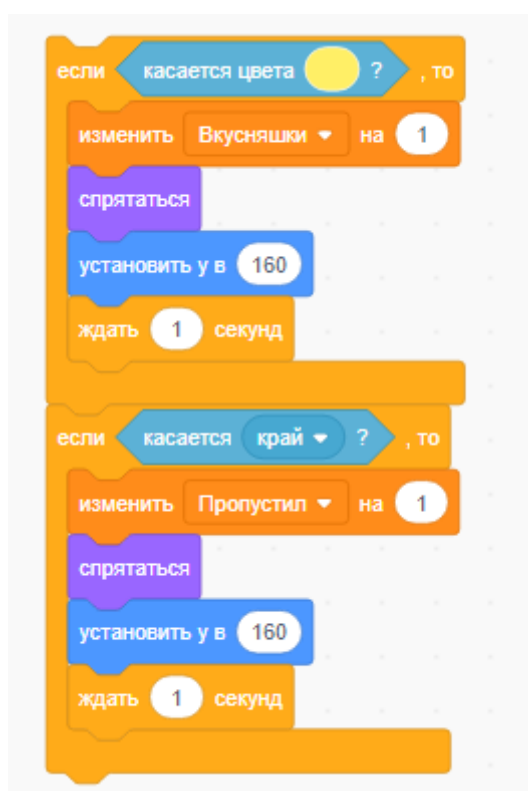 если касается цвета ? , то
изменить Вкусняшки на 1
спрятаться
установить y в 160
ждать 1 секунд
если касается край ? , то
изменить Пропустил на 1
спрятаться
установить y в 160
ждать 1 секунд